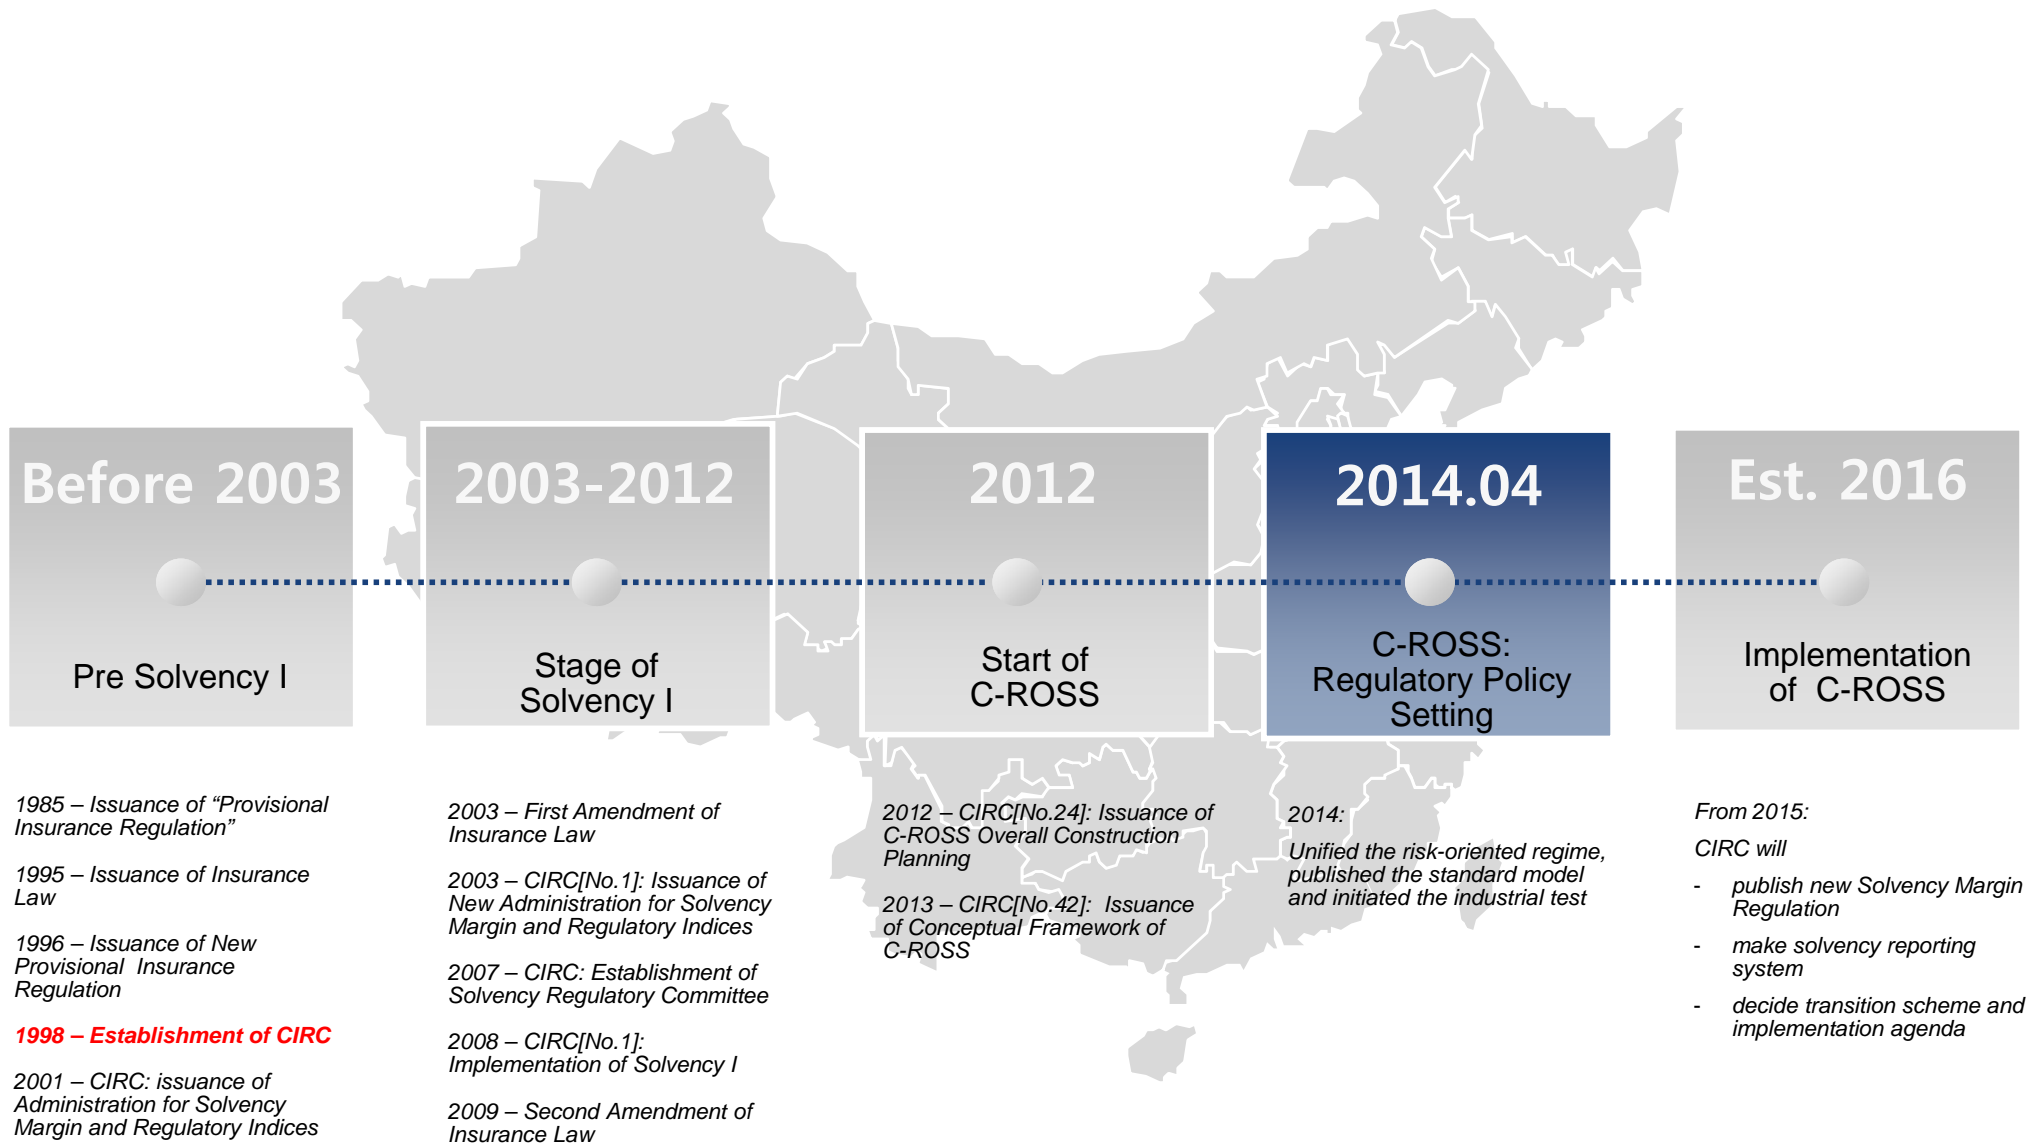 Before 2003
Pre Solvency I
2003-2012
Stage of
Solvency I
2012
Start of
C-ROSS
2014.04
C-ROSS:
Regulatory Policy
Setting
Est. 2016
Implementation
of C-ROSS
1985 – Issuance of “Provisional
Insurance Regulation”
1995 – Issuance of Insurance
Law
1996 – Issuance of New
Provisional Insurance
Regulation
1998 – Establishment of CIRC
2001 – CIRC: issuance of
Administration for Solvency
Margin and Regulatory Indices
2003 – First Amendment of
Insurance Law
2003 – CIRC[No.1]: Issuance of
New Administration for Solvency
Margin and Regulatory Indices
2007 – CIRC: Establishment of
Solvency Regulatory Committee
2008 – CIRC[No.1]:
Implementation of Solvency I
2009 – Second Amendment of
Insurance Law
2012 – CIRC[No.24]: Issuance of
C-ROSS Overall Construction
Planning
2013 – CIRC[No.42]: Issuance
of Conceptual Framework of
C-ROSS
2014:
Unified the risk-oriented regime,
published the standard model
and initiated the industrial test
From 2015:
CIRC will
- publish new Solvency Margin
Regulation
- make solvency reporting
system
- decide transition scheme and
implementation agenda